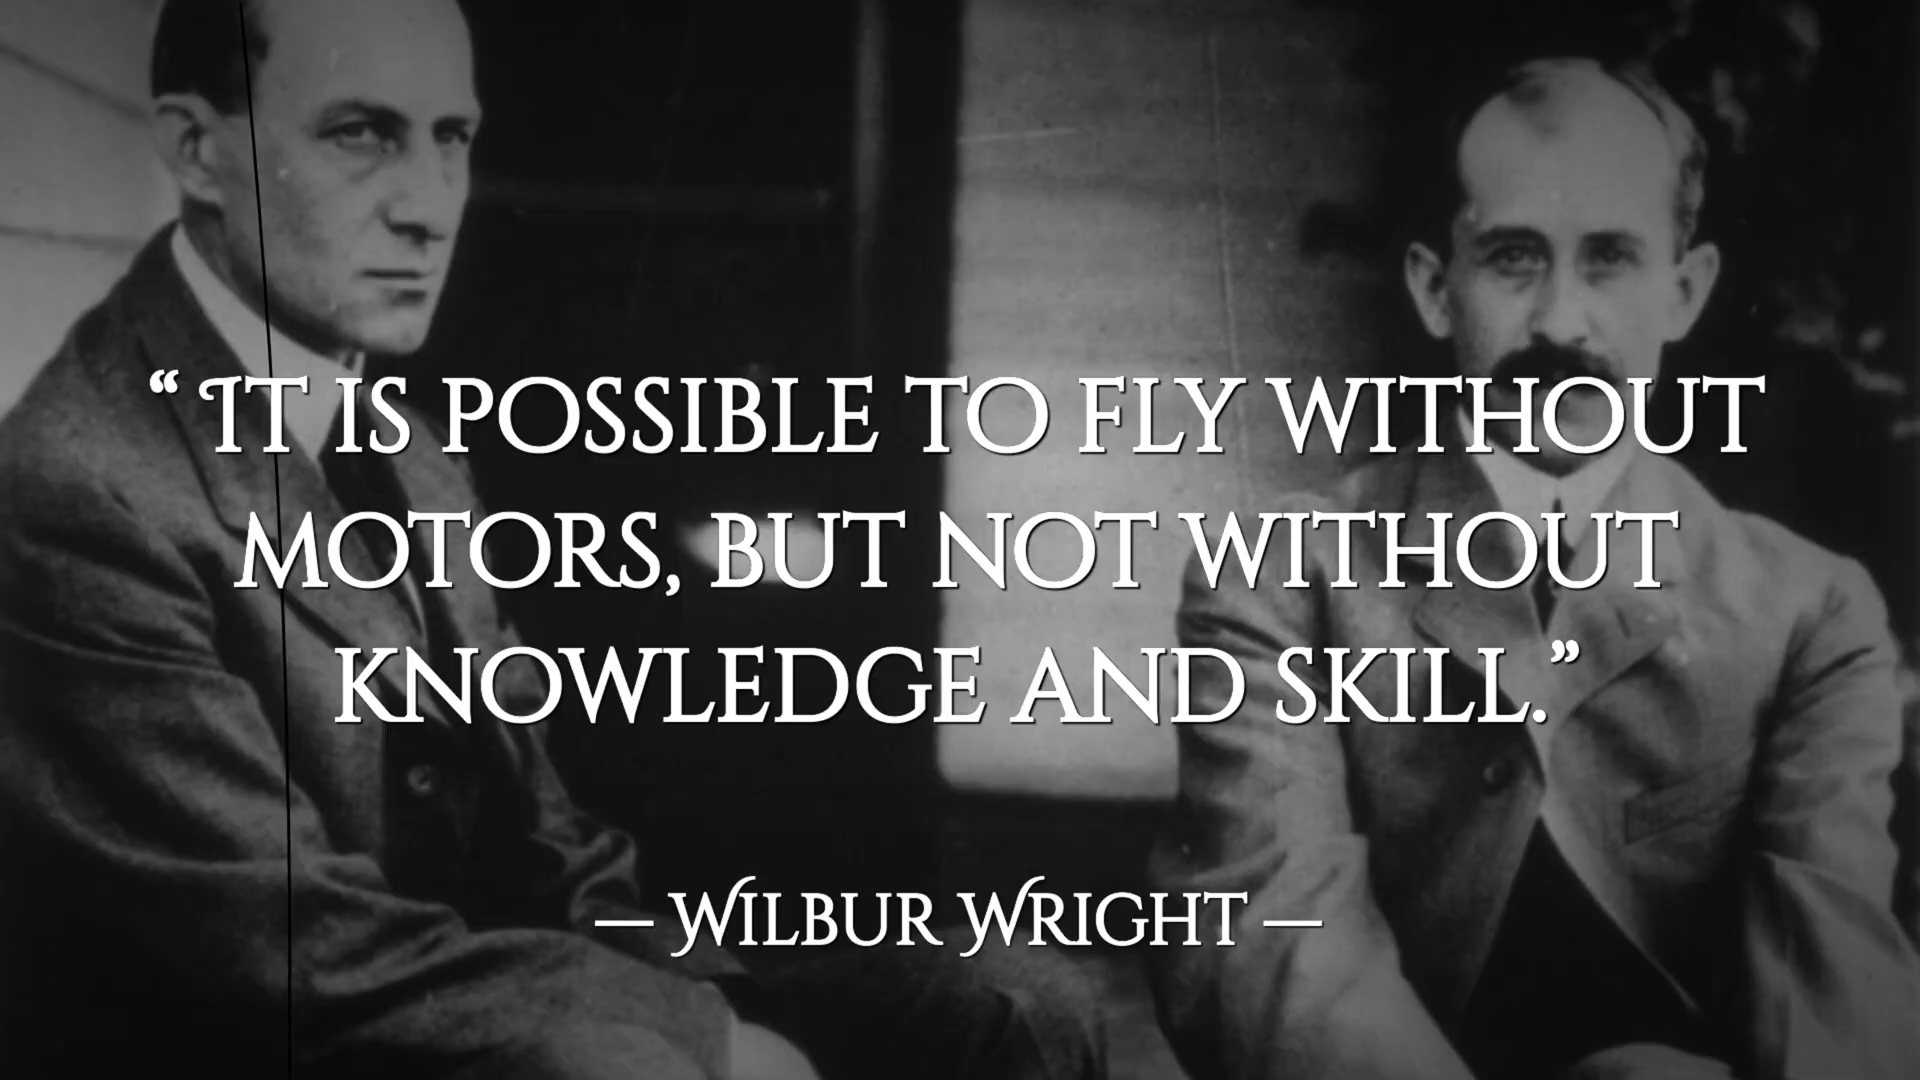 “IT IS POSSIBLE TO FLY WITHOUT
MOTORS, BUT NOT WITHOUT
KNOWLEDGE AND SKILL.”
— WILBUR WRIGHT —